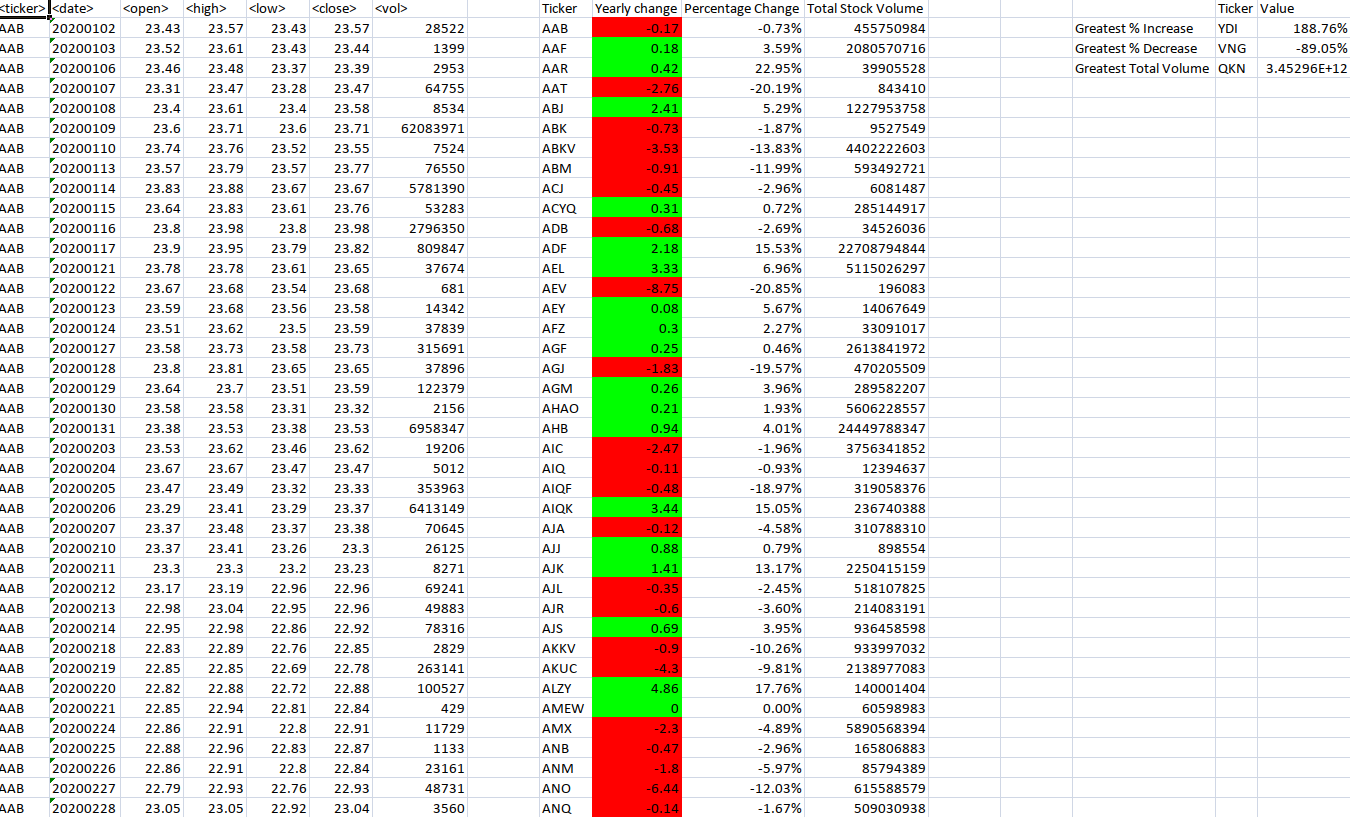 <ticker> <date> <open> <high> <low> <close> <vol> Ticker Yearly change Percentage Change Total Stock Volume Ticker Value
AAB 20200102 23.43 23.57 23.43 23.57 28522 AAB -0.17 -0.73% 455750984 Greatest % Increase YDI 188.76%
AAB 20200103 23.52 23.61 23.43 23.44 1399 AAF 0.18 3.59% 2080570716 Greatest % Decrease VNG -89.05%
AAB 20200106 23.46 23.48 23.37 23.39 2953 AAR 0.42 22.95% 39905528 Greatest Total Volume QKN 3.45296E+12
AAB 20200107 23.31 23.47 23.28 23.47 64755 AAT -2.76 -20.19% 843410
AAB 20200108 23.4 23.61 23.4 23.58 8534 ABJ 2.41 5.29% 1227953758
AAB 20200109 23.6 23.71 23.6 23.71 62083971 ABK -0.73 -1.87% 9527549
AAB 20200110 23.74 23.76 23.52 23.55 7524 ABKV -3.53 -13.83% 4402222603
AAB 20200113 23.57 23.79 23.57 23.77 76550 ABM -0.91 -11.99% 593492721
AAB 20200114 23.83 23.88 23.67 23.67 5781390 ACJ -0.45 -2.96% 6081487
AAB 20200115 23.64 23.83 23.61 23.76 53283 ACYQ 0.31 0.72% 285144917
AAB 20200116 23.8 23.98 23.8 23.98 2796350 ADB -0.68 -2.69% 34526036
AAB 20200117 23.9 23.95 23.79 23.82 809847 ADF 2.18 15.53% 22708794844
AAB 20200121 23.78 23.78 23.61 23.65 37674 AEL 3.33 6.96% 5115026297
AAB 20200122 23.67 23.68 23.54 23.68 681 AEV -8.75 -20.85% 196083
AAB 20200123 23.59 23.68 23.56 23.58 14342 AEY 0.08 5.67% 14067649
AAB 20200124 23.51 23.62 23.5 23.59 37839 AFZ 0.3 2.27% 33091017
AAB 20200127 23.58 23.73 23.58 23.73 315691 AGF 0.25 0.46% 2613841972
AAB 20200128 23.8 23.81 23.65 23.65 37896 AGJ -1.83 -19.57% 470205509
AAB 20200129 23.64 23.7 23.51 23.59 122379 AGM 0.26 3.96% 289582207
AAB 20200130 23.58 23.58 23.31 23.32 2156 AHAO 0.21 1.93% 5606228557
AAB 20200131 23.38 23.53 23.38 23.53 6958347 AHB 0.94 4.01% 24449788347
AAB 20200203 23.53 23.62 23.46 23.62 19206 AIC -2.47 -1.96% 3756341852
AAB 20200204 23.67 23.67 23.47 23.47 5012 AIQ -0.11 -0.93% 12394637
AAB 20200205 23.47 23.49 23.32 23.33 353963 AIQF -0.48 -18.97% 319058376
AAB 20200206 23.29 23.41 23.29 23.37 6413149 AIQK 3.44 15.05% 236740388
AAB 20200207 23.37 23.48 23.37 23.38 70645 AJA -0.12 -4.58% 310788310
AAB 20200210 23.37 23.41 23.26 23.3 26125 AJJ 0.88 0.79% 898554
AAB 20200211 23.3 23.3 23.2 23.23 8271 AJK 1.41 13.17% 2250415159
AAB 20200212 23.17 23.19 22.96 22.96 69241 AJL -0.35 -2.45% 518107825
AAB 20200213 22.98 23.04 22.95 22.96 49883 AJR -0.6 -3.60% 214083191
AAB 20200214 22.95 22.98 22.86 22.92 78316 AJS 0.69 3.95% 936458598
AAB 20200218 22.83 22.89 22.76 22.85 2829 AKKV -0.9 -10.26% 933997032
AAB 20200219 22.85 22.85 22.69 22.78 263141 AKUC -4.3 -9.81% 2138977083
AAB 20200220 22.82 22.88 22.72 22.88 100527 ALZY 4.86 17.76% 140001404
AAB 20200221 22.85 22.94 22.81 22.84 429 AMEW 0 0.00% 60598983
AAB 20200224 22.86 22.91 22.8 22.91 11729 AMX -2.3 -4.89% 5890568394
AAB 20200225 22.88 22.96 22.83 22.87 1133 ANB -0.47 -2.96% 165806883
AAB 20200226 22.86 22.91 22.8 22.84 23161 ANM -1.8 -5.97% 85794389
AAB 20200227 22.79 22.93 22.76 22.93 48731 ANO -6.44 -12.03% 615588579
AAB 20200228 23.05 23.05 22.92 23.04 3560 ANQ -0.14 -1.67% 509030938